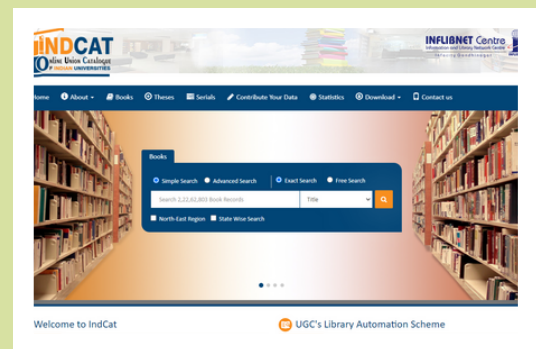 INDCAT
Online Union Catalogue
OF INDIAN UNIVERSITIES
INFLIBNET Centre
Information and Library Network Centre
Infocity Gandhinagar
Home About Books Theses Serials Contribute Your Data Statistics Download Contact us
Books
Simple Search Advanced Search Exact Search Free Search
Search 2,22,62,803 Book Records Title
North-East Region State Wise Search
Welcome to IndCat
UGC's Library Automation Scheme